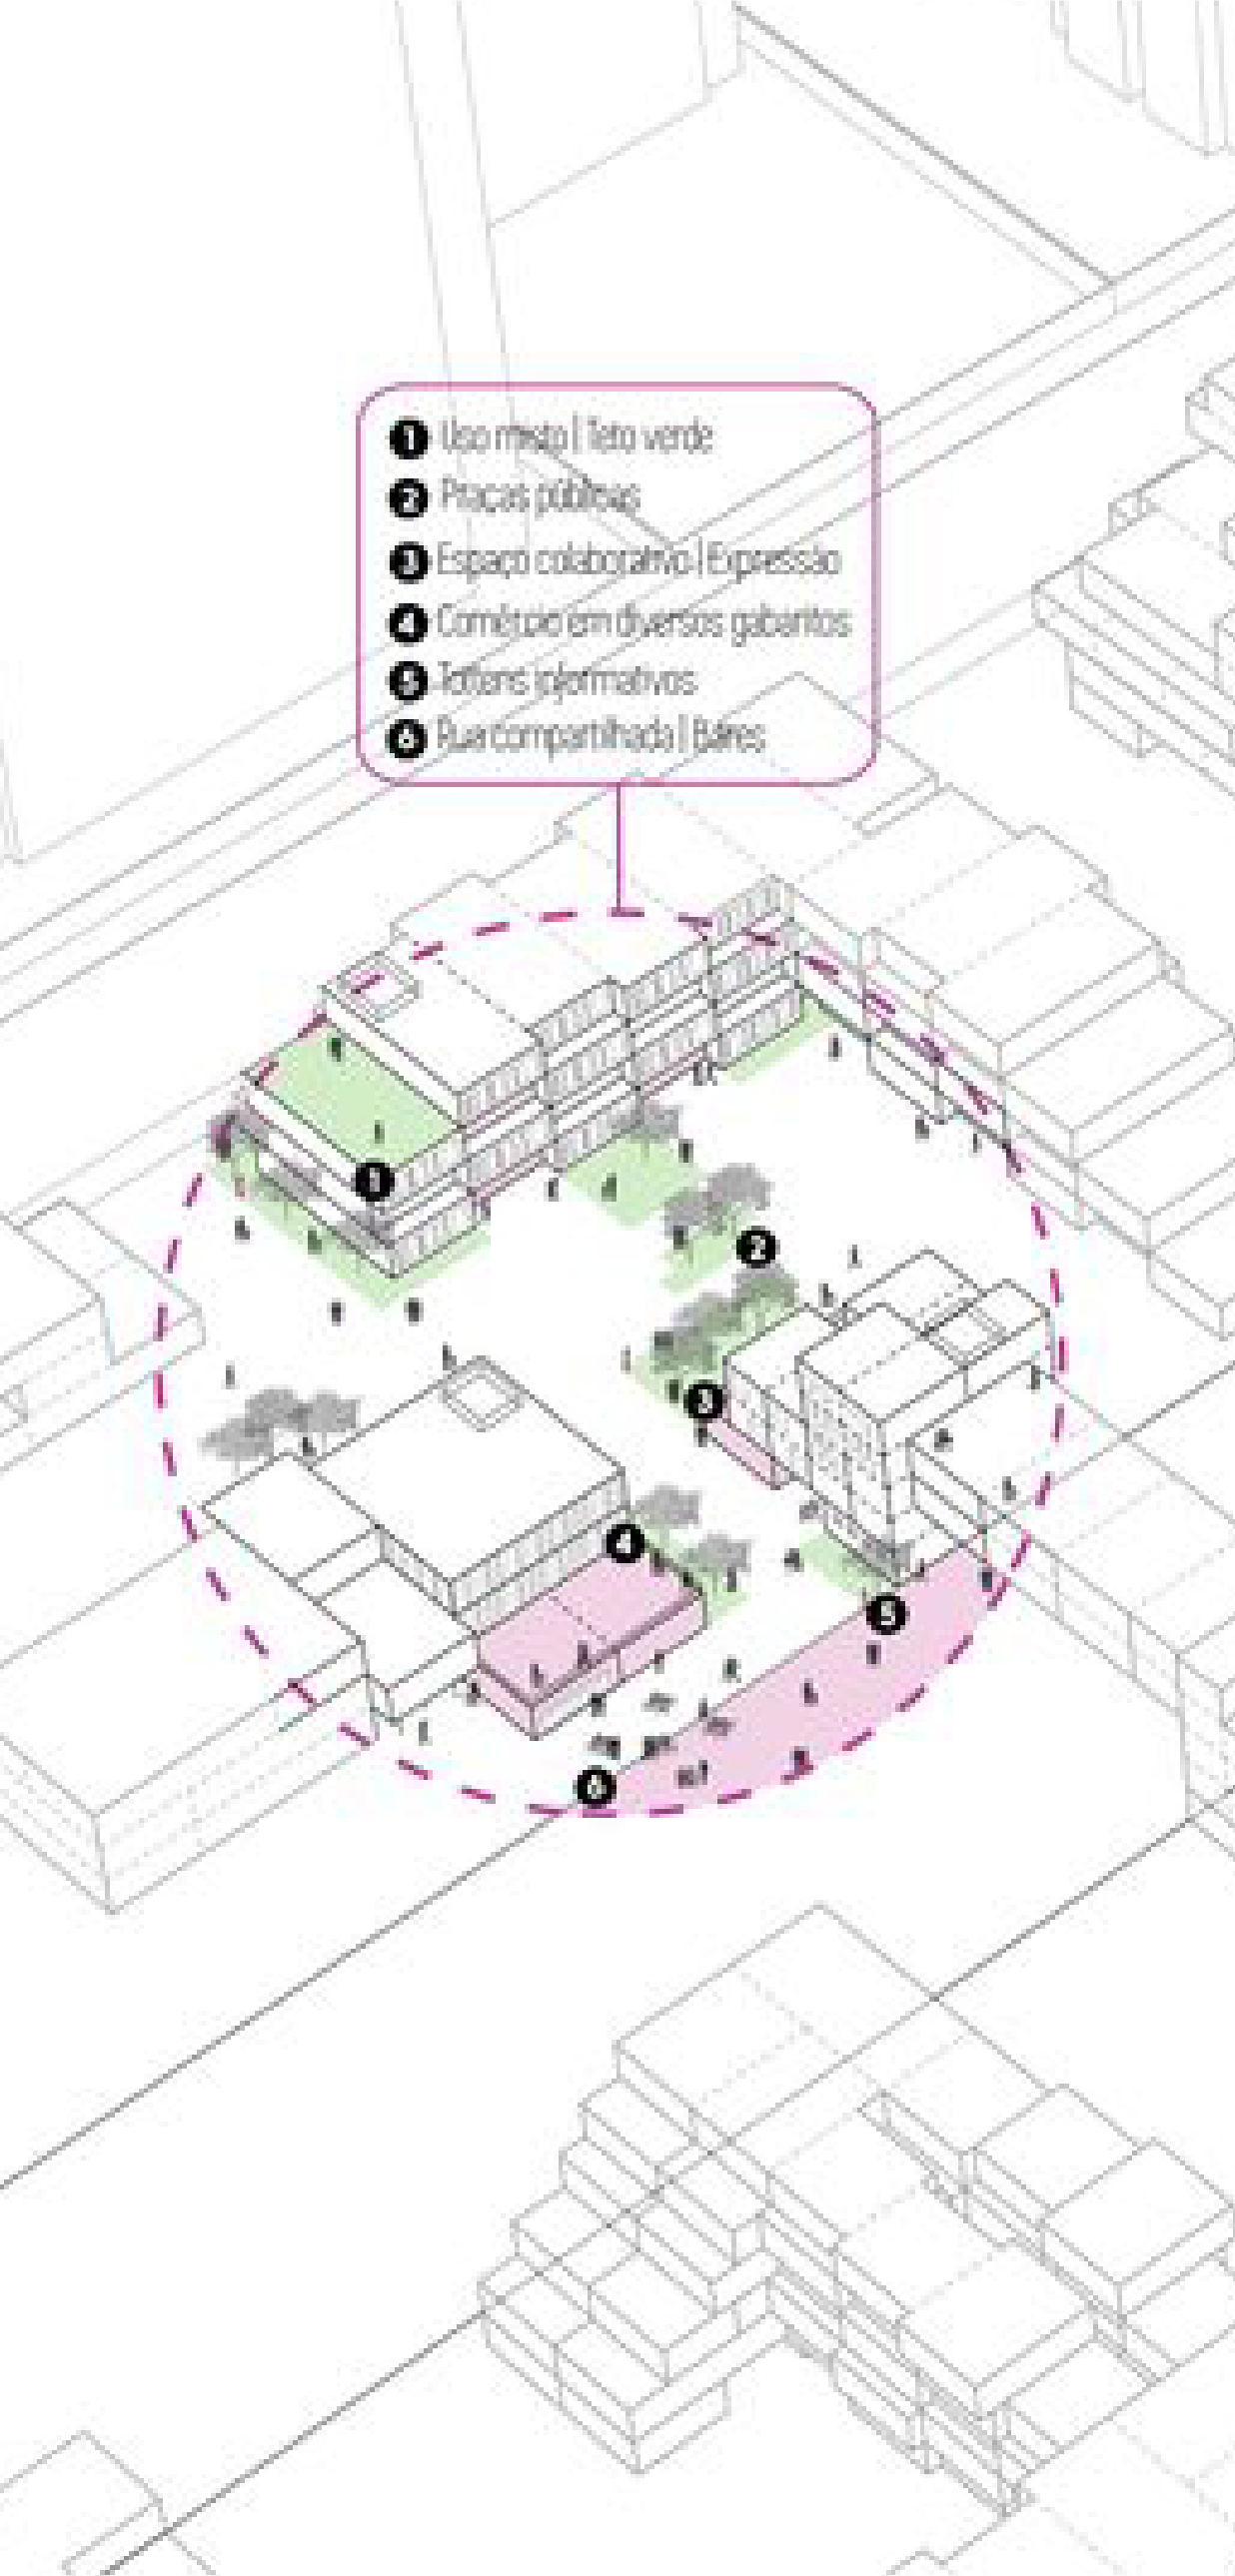 1 Uso misto | Teto verde
2 Praças públicas
3 Espaço colaborativo | Expressão
4 Comércio em diversos gabaritos
5 Tottens informativos
6 Rua compartilhada | Bares
1
2
3
4
5
6